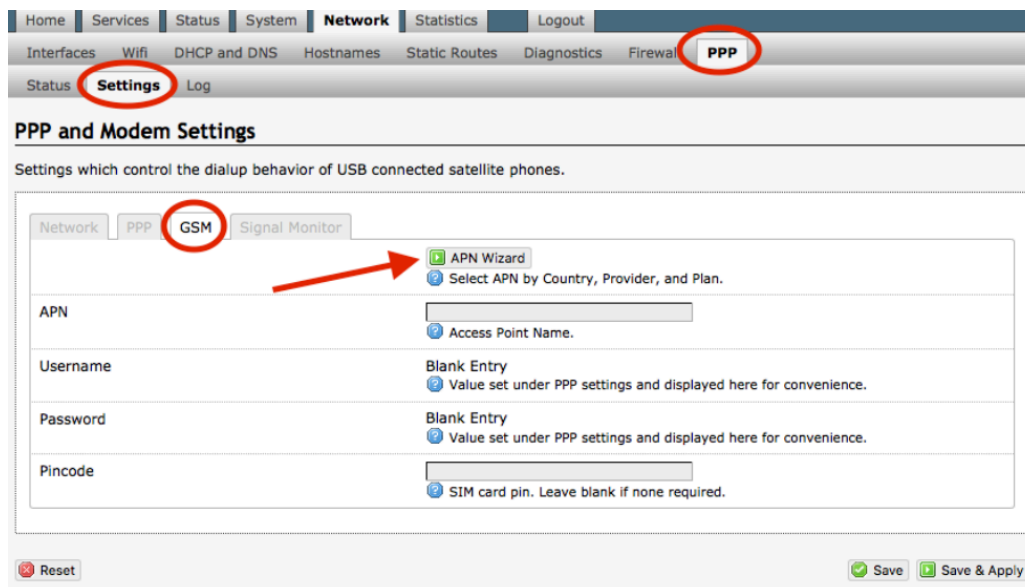 Home Services Status System Network Statistics Logout
Interfaces Wifi DHCP and DNS Hostnames Static Routes Diagnostics Firewall PPP
Status Settings Log
PPP and Modem Settings
Settings which control the dialup behavior of USB connected satellite phones.
Network PPP GSM Signal Monitor
APN Wizard
Select APN by Country, Provider, and Plan.
APN
Access Point Name.
Username Blank Entry
Value set under PPP settings and displayed here for convenience.
Password Blank Entry
Value set under PPP settings and displayed here for convenience.
Pincode
SIM card pin. Leave blank if none required.
Reset Save Save & Apply